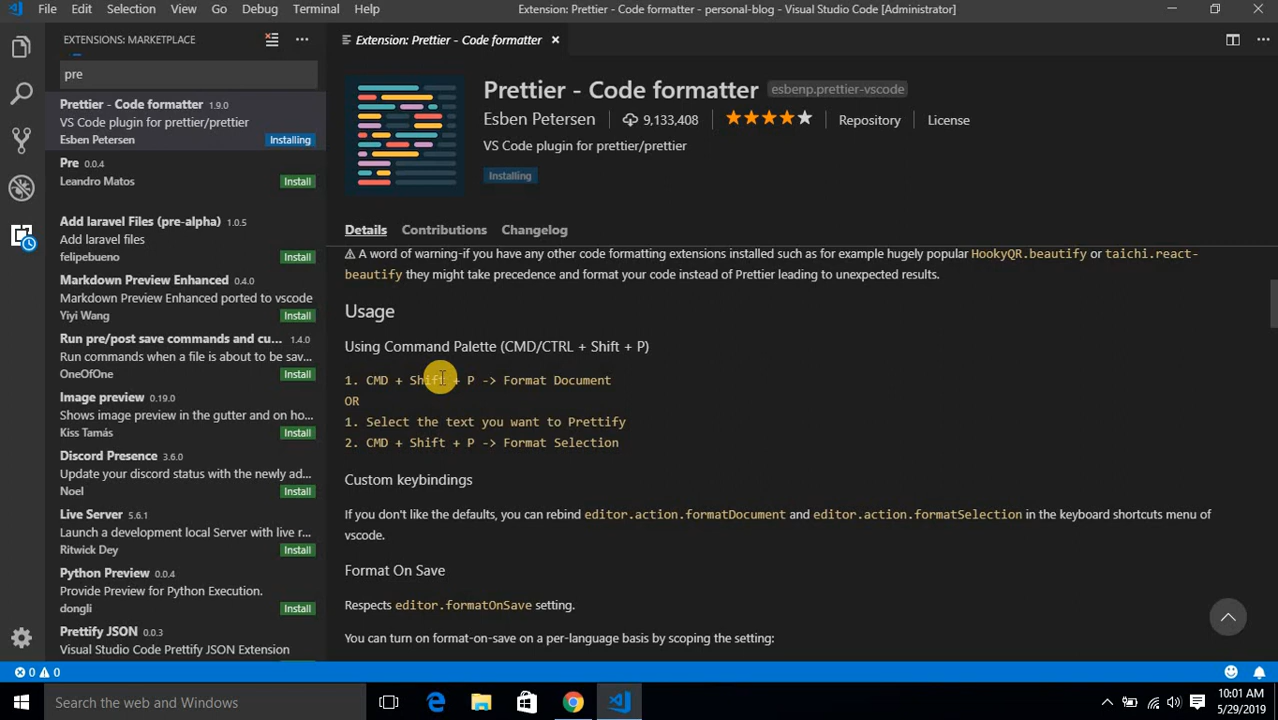 File Edit Selection View Go Debug Terminal Help
Extension: Prettier - Code formatter - personal-blog - Visual Studio Code [Administrator]
EXTENSIONS: MARKETPLACE
Extension: Prettier - Code formatter
pre
Prettier - Code formatter 1.9.0
VS Code plugin for prettier/prettier
Esben Petersen Installing
Pre 0.0.4
Leandro Matos Install
Add laravel Files (pre-alpha) 1.0.5
Add laravel files
felipebueno Install
Markdown Preview Enhanced 0.4.0
Markdown Preview Enhanced ported to vscode
Yiyi Wang Install
Run pre/post save commands and cu... 1.4.0
Run commands when a file is about to be sav...
OneOfOne Install
Image preview 0.19.0
Shows image preview in the gutter and on ho...
Kiss Tamás Install
Discord Presence 3.6.0
Update your discord status with the newly ad...
Noel Install
Live Server 5.6.1
Launch a development local Server with live r...
Ritwick Dey Install
Python Preview 0.0.4
Provide Preview for Python Execution.
dongli Install
Prettify JSON 0.0.3
Visual Studio Code Prettify JSON Extension
Prettier - Code formatter esbenp.prettier-vscode
Esben Petersen 9,133,408 Repository License
VS Code plugin for prettier/prettier
Installing
Details Contributions Changelog
A word of warning-if you have any other code formatting extensions installed such as for example hugely popular HookyQR.beautify or taichi.react-
beautify they might take precedence and format your code instead of Prettier leading to unexpected results.
Usage
Using Command Palette (CMD/CTRL + Shift + P)
1. CMD + Shift + P -> Format Document
OR
1. Select the text you want to Prettify
2. CMD + Shift + P -> Format Selection
Custom keybindings
If you don't like the defaults, you can rebind editor.action.formatDocument and editor.action.formatSelection in the keyboard shortcuts menu of
vscode.
Format On Save
Respects editor.formatOnSave setting.
You can turn on format-on-save on a per-language basis by scoping the setting:
0 0
Search the web and Windows
10:01 AM
5/29/2019